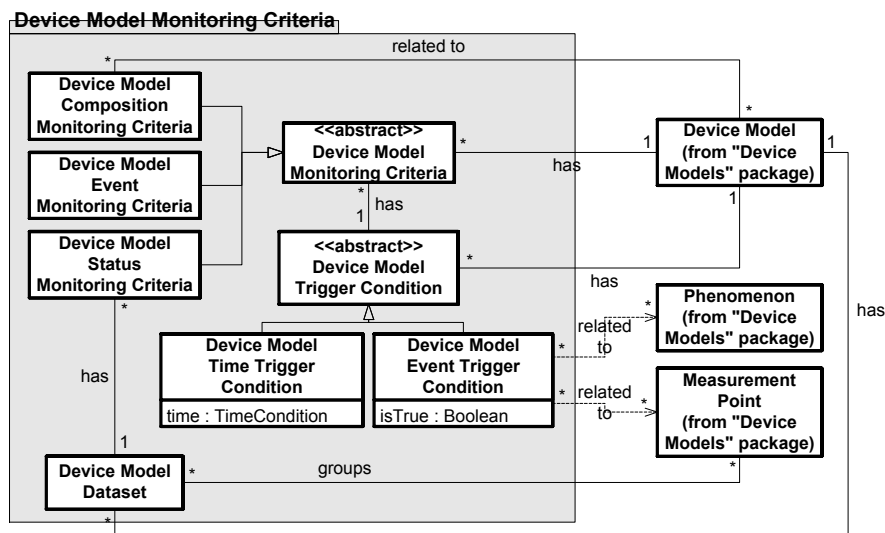 Device Model Monitoring Criteria
related to
*
*
Device Model
Composition
Monitoring Criteria
<<abstract>>
Device Model
Monitoring Criteria
*
has
1
Device Model
(from "Device
Models" package)
1
Device Model
Event
Monitoring Criteria
*
has
1
1
Device Model
Status
Monitoring Criteria
<<abstract>>
Device Model
Trigger Condition
*
has
*
has
Phenomenon
(from "Device
Models" package)
*
related
to
*
Device Model
Time Trigger
Condition
time : TimeCondition
Device Model
Event Trigger
Condition
isTrue : Boolean
*
related
to
*
Measurement
Point
(from "Device
Models" package)
has
1
Device Model
Dataset
*
groups
*
*